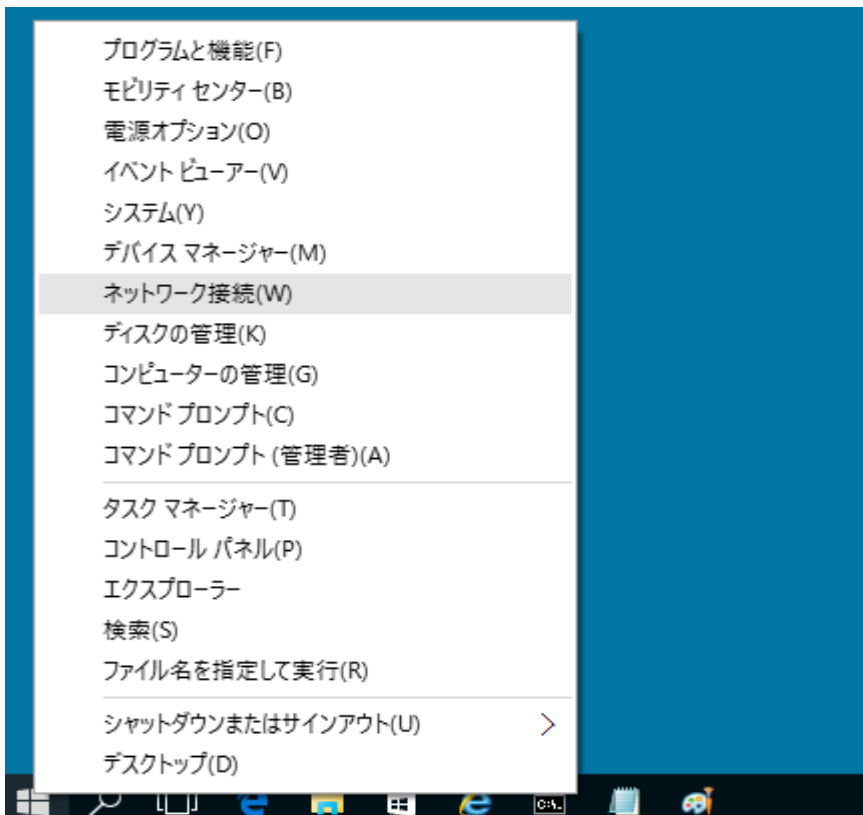 プログラムと機能(F)
モビリティ センター(B)
電源オプション(O)
イベント ビューアー(V)
システム(Y)
デバイス マネージャー(M)
ネットワーク接続(W)
ディスクの管理(K)
コンピューターの管理(G)
コマンド プロンプト(C)
コマンド プロンプト (管理者)(A)
タスク マネージャー(T)
コントロール パネル(P)
エクスプローラー
検索(S)
ファイル名を指定して実行(R)
シャットダウンまたはサインアウト(U)
デスクトップ(D)
C:\.